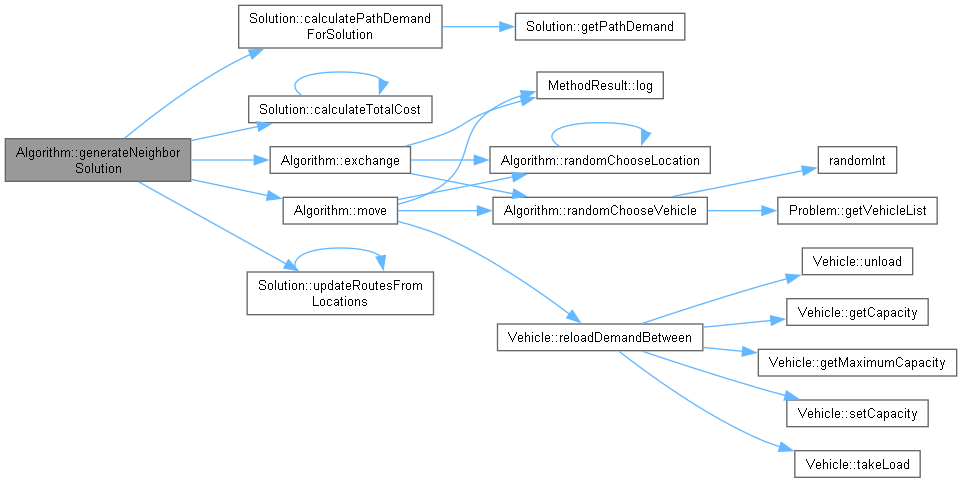 Algorithm::generateNeighbor
Solution
Solution::calculatePathDemand
ForSolution
Solution::getPathDemand
Solution::calculateTotalCost
Algorithm::exchange
Algorithm::move
Solution::updateRoutesFrom
Locations
MethodResult::log
Algorithm::randomChooseLocation
Algorithm::randomChooseVehicle
randomInt
Problem::getVehicleList
Vehicle::reloadDemandBetween
Vehicle::unload
Vehicle::getCapacity
Vehicle::getMaximumCapacity
Vehicle::setCapacity
Vehicle::takeLoad